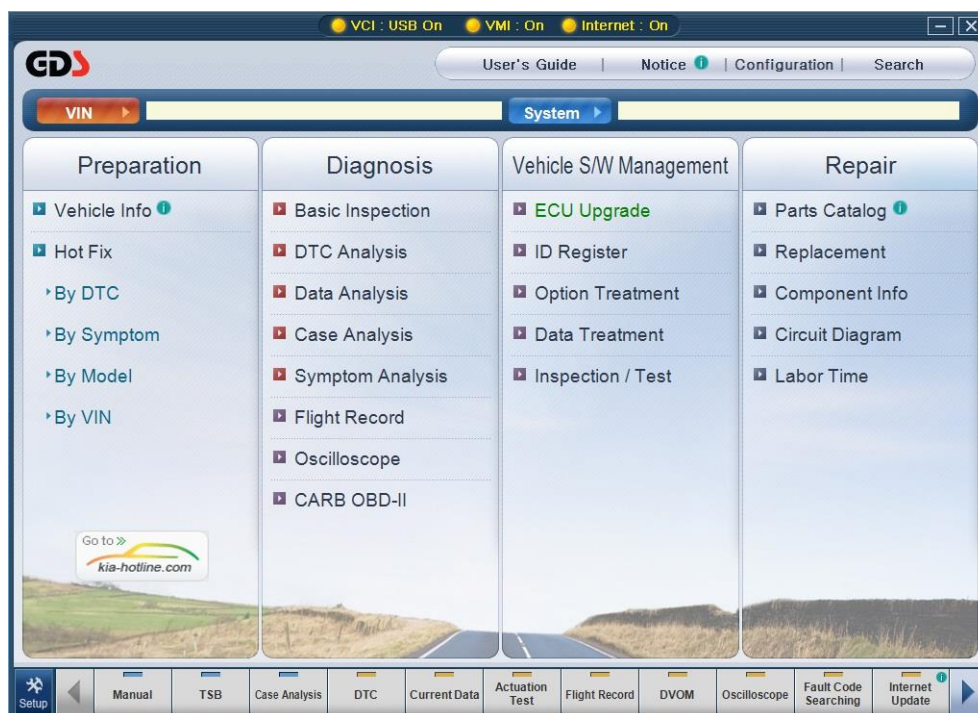 VCI : USB On VMI : On Internet : On
GDS
User's Guide | Notice | Configuration | Search
VIN System
Preparation
Vehicle Info
Hot Fix
By DTC
By Symptom
By Model
By VIN
Go to »
kia-hotline.com
Diagnosis
Basic Inspection
DTC Analysis
Data Analysis
Case Analysis
Symptom Analysis
Flight Record
Oscilloscope
CARB OBD-II
Vehicle S/W Management
ECU Upgrade
ID Register
Option Treatment
Data Treatment
Inspection / Test
Repair
Parts Catalog
Replacement
Component Info
Circuit Diagram
Labor Time
Setup
Manual
TSB
Case Analysis
DTC
Current Data
Actuation
Test
Flight Record
DVOM
Oscilloscope
Fault Code
Searching
Internet
Update